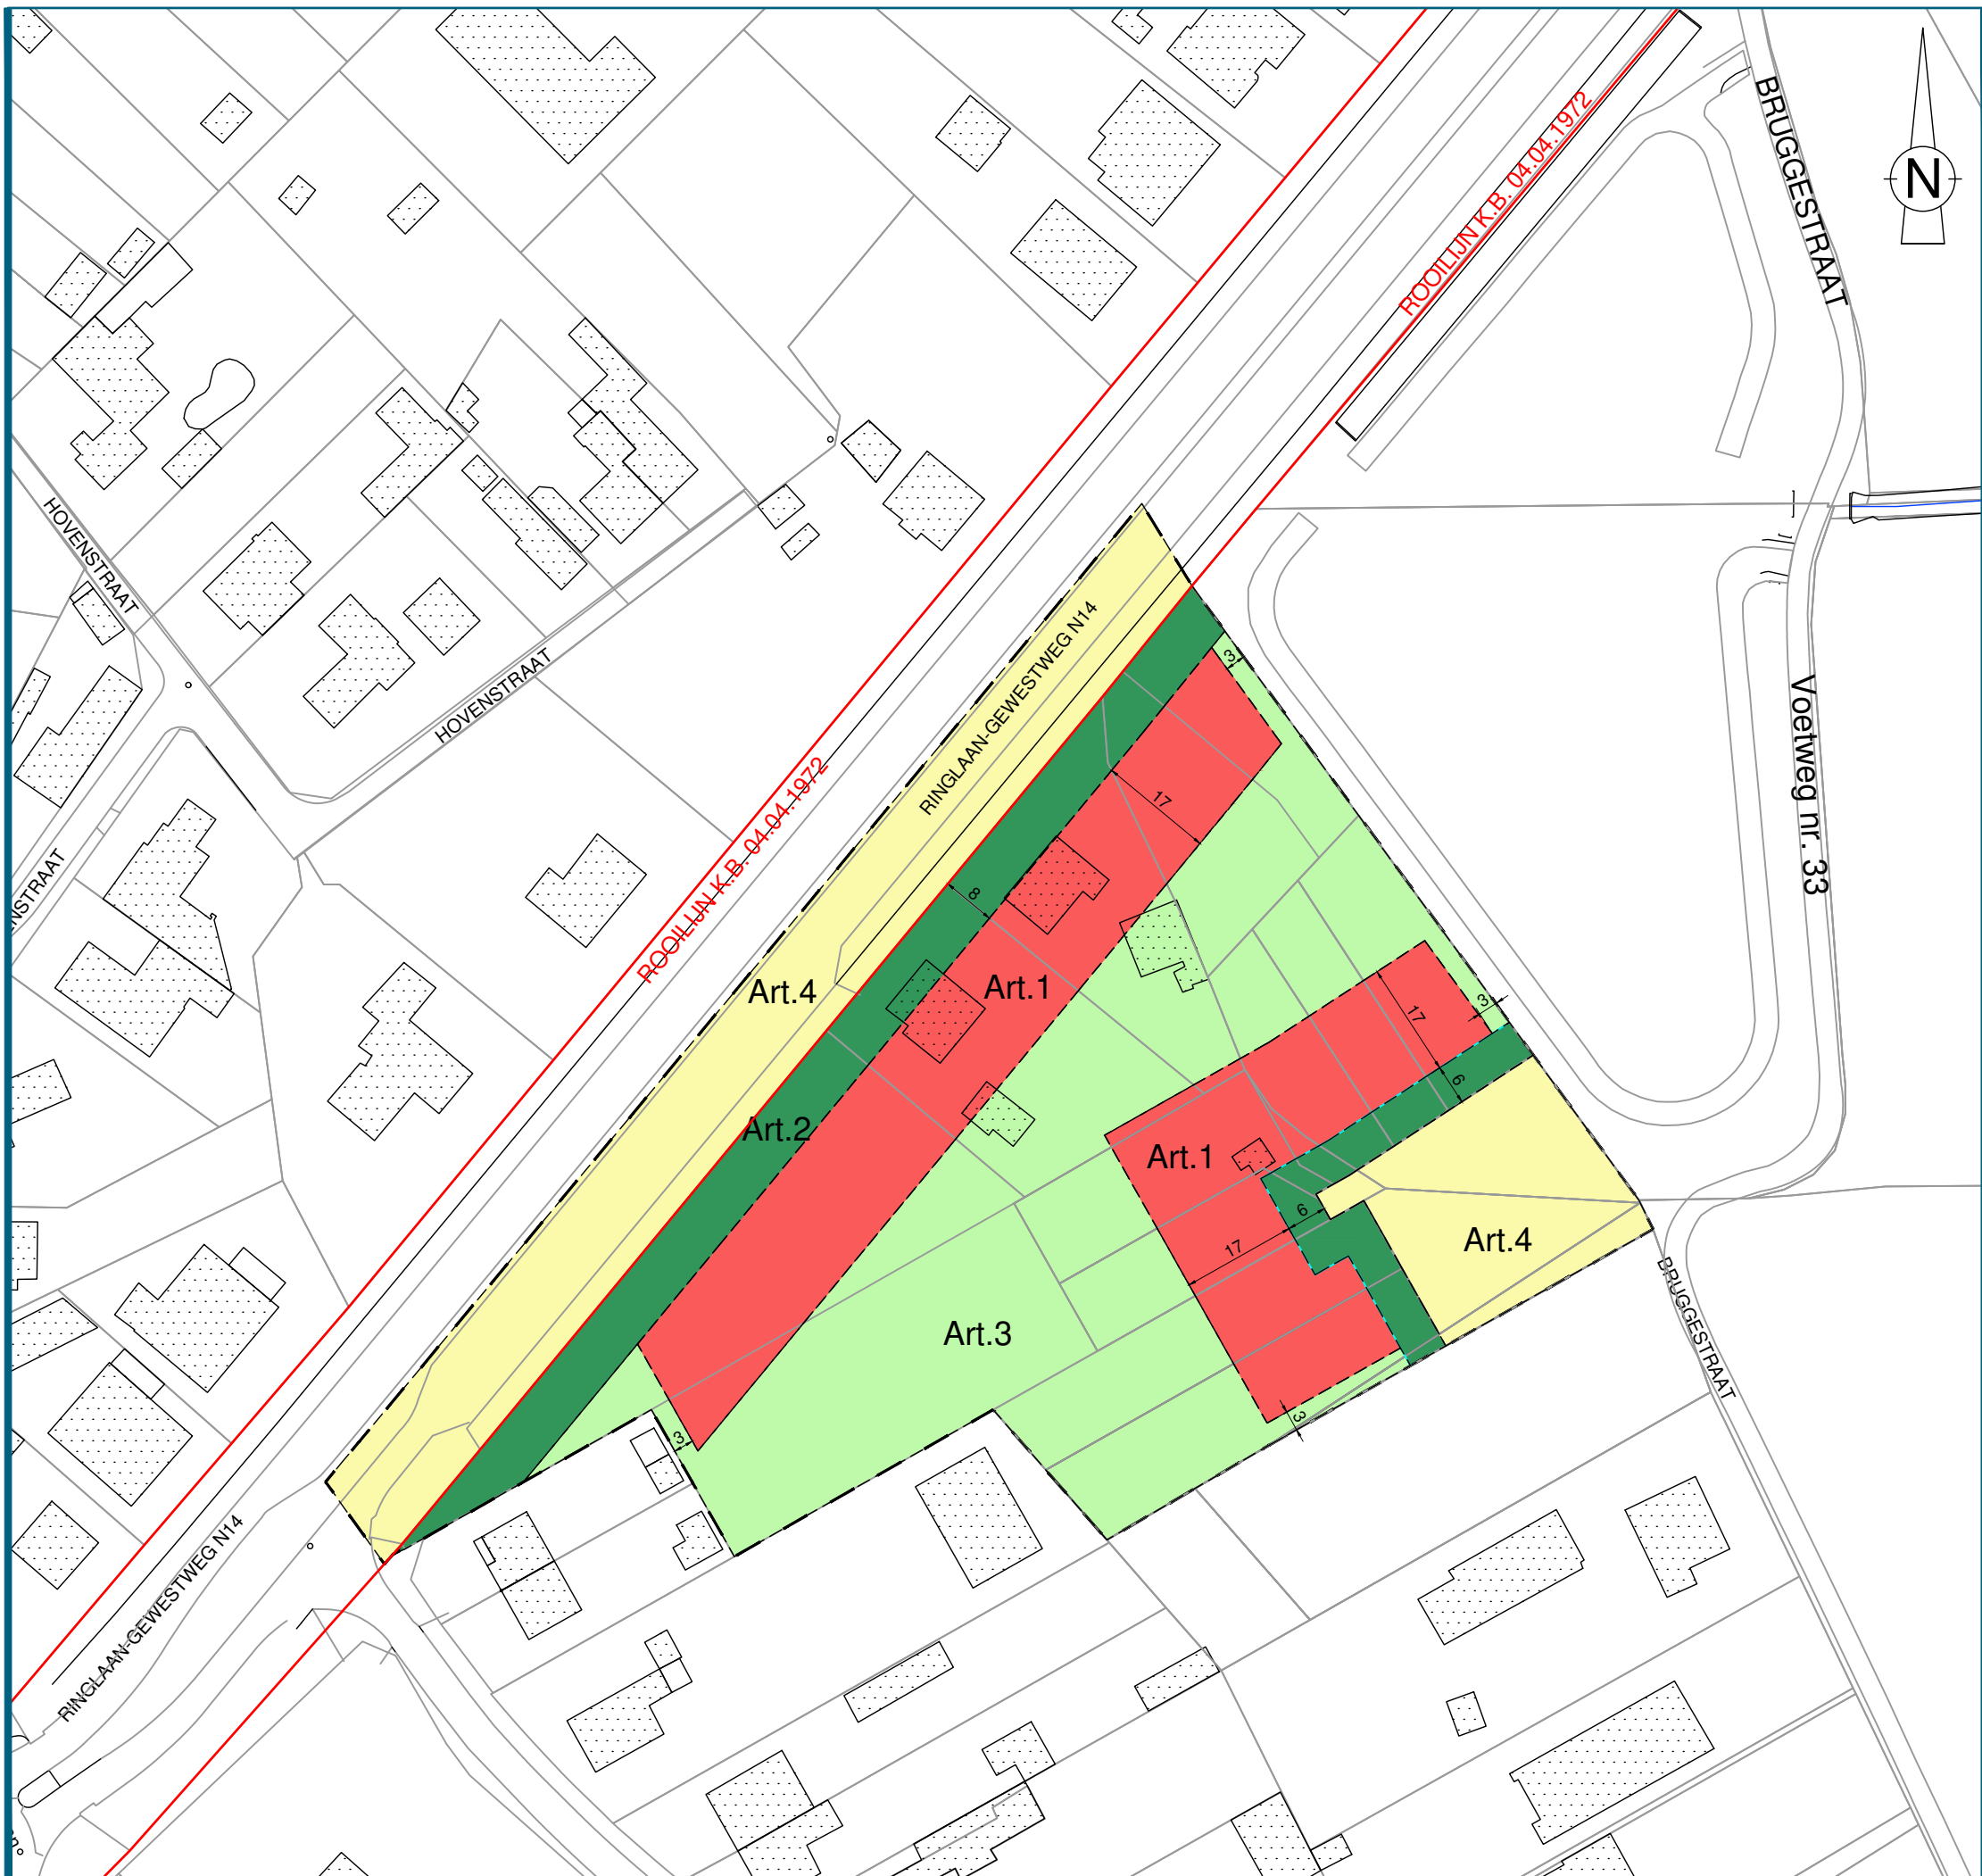 BRUGGESTRAAT
ROOILIJN K.B. 04.04.1972
N
HOVENSTRAAT
RINGLAAN-GEWESTWEG N14
HOVENSTRAAT
3
Voetweg nr. 33
17
ROOILIJN K.B. 04.04.1972
8
NSTRAAT
Art.4
Art.1
3
17
6
Art.2
Art.1
6
17
Art.4
BRUGGESTRAAT
Art.3
3
3
RINGLAAN-GEWESTWEG N14